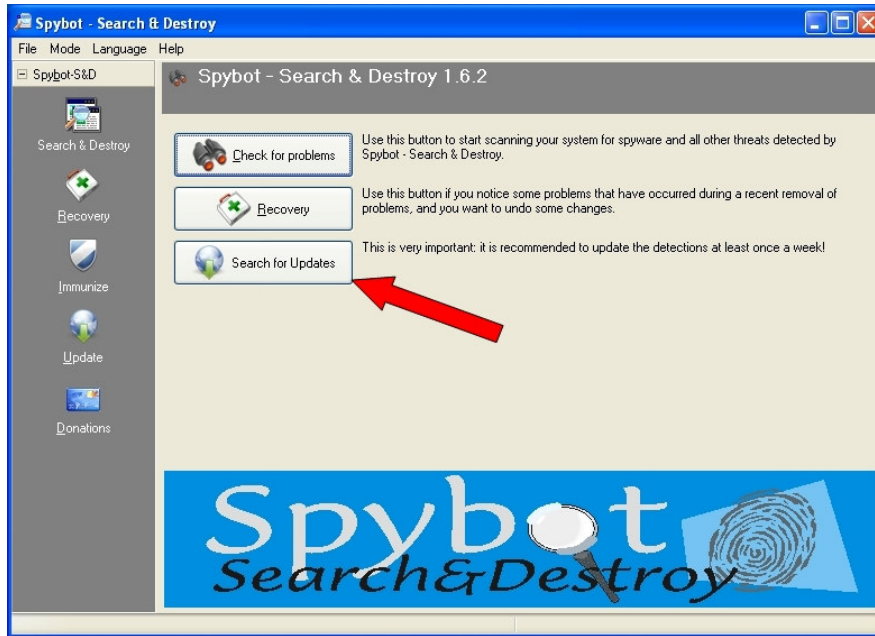 Spybot - Search & Destroy
File Mode Language Help
Spybot-S&D
Search & Destroy
Recovery
Immunize
Update
Donations
Spybot - Search & Destroy 1.6.2
Check for problems
Use this button to start scanning your system for spyware and all other threats detected by
Spybot - Search & Destroy.
Recovery
Use this button if you notice some problems that have occurred during a recent removal of
problems, and you want to undo some changes.
Search for Updates
This is very important: it is recommended to update the detections at least once a week!
Spybot
Search&Destroy